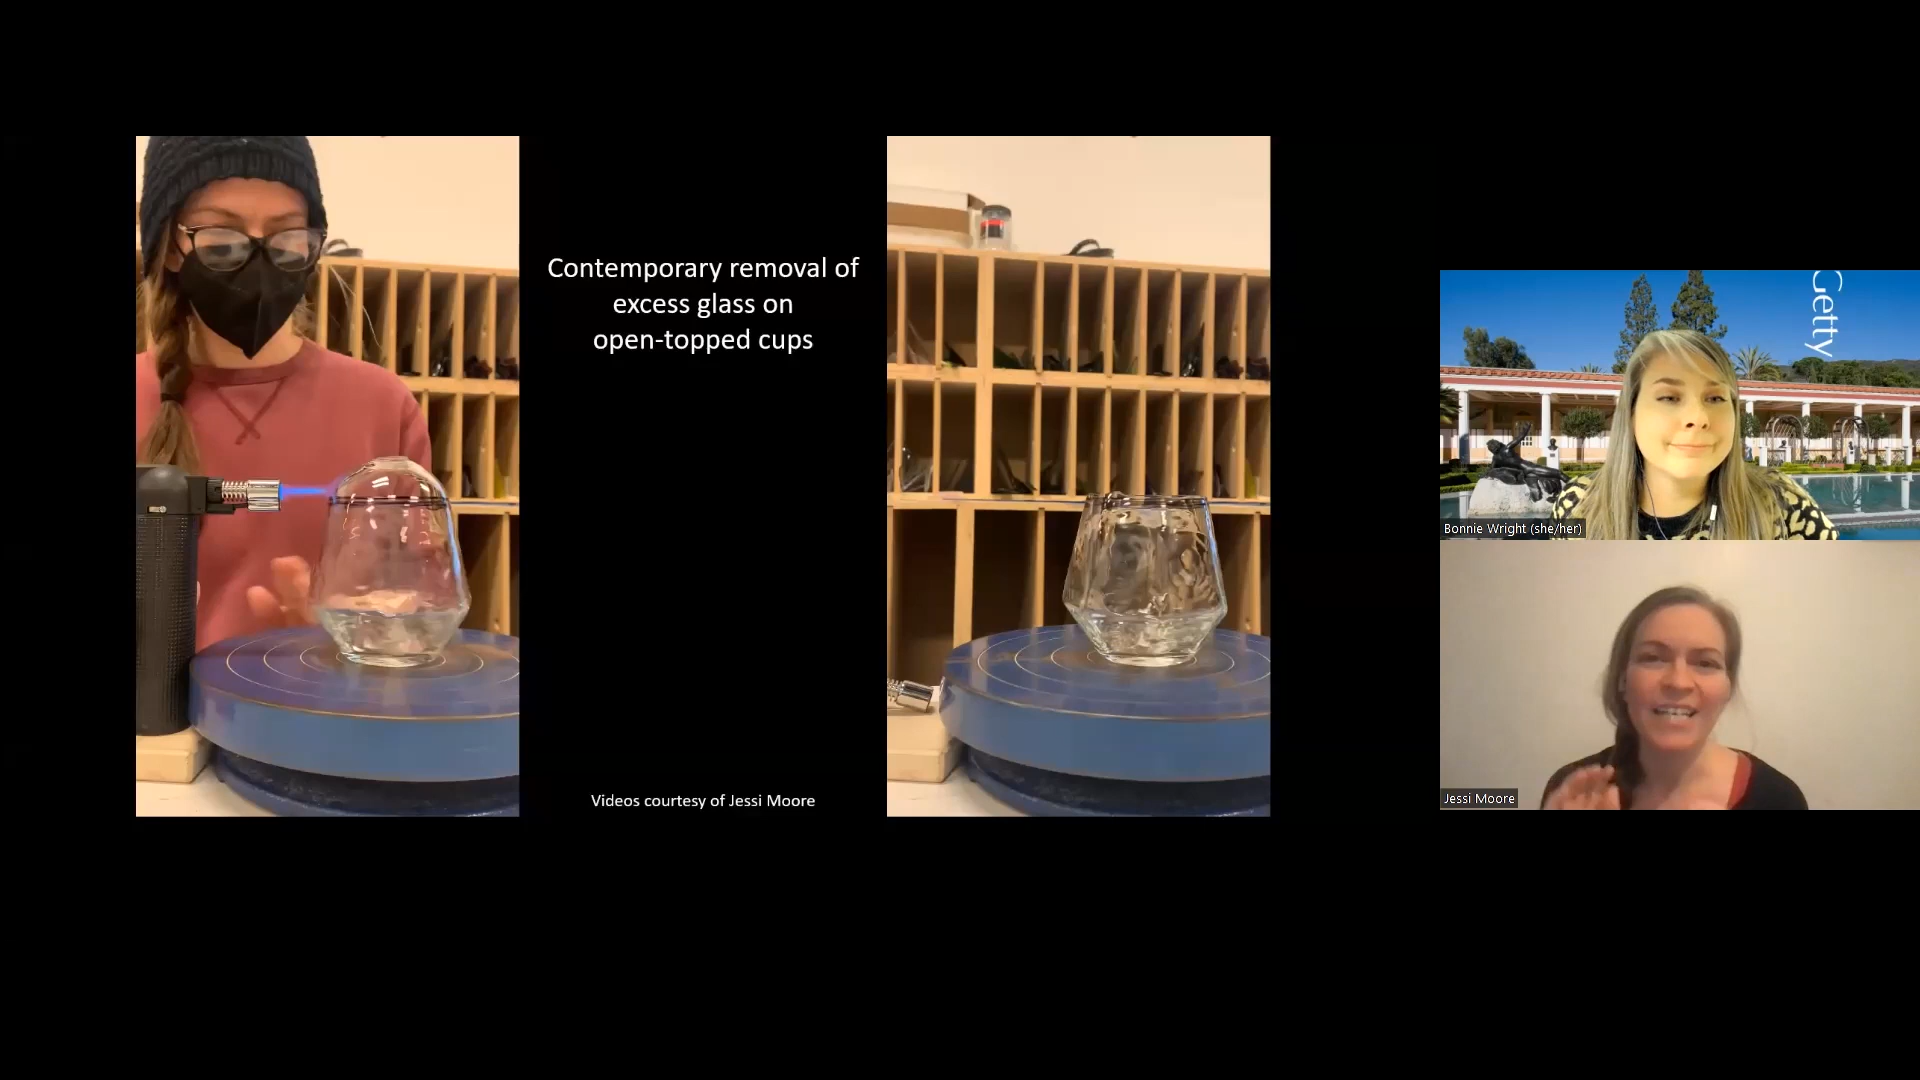 Contemporary removal of
excess glass on
open-topped cups
Videos courtesy of Jessi Moore
Getty
Bonnie Wright (she/her)
Jessi Moore